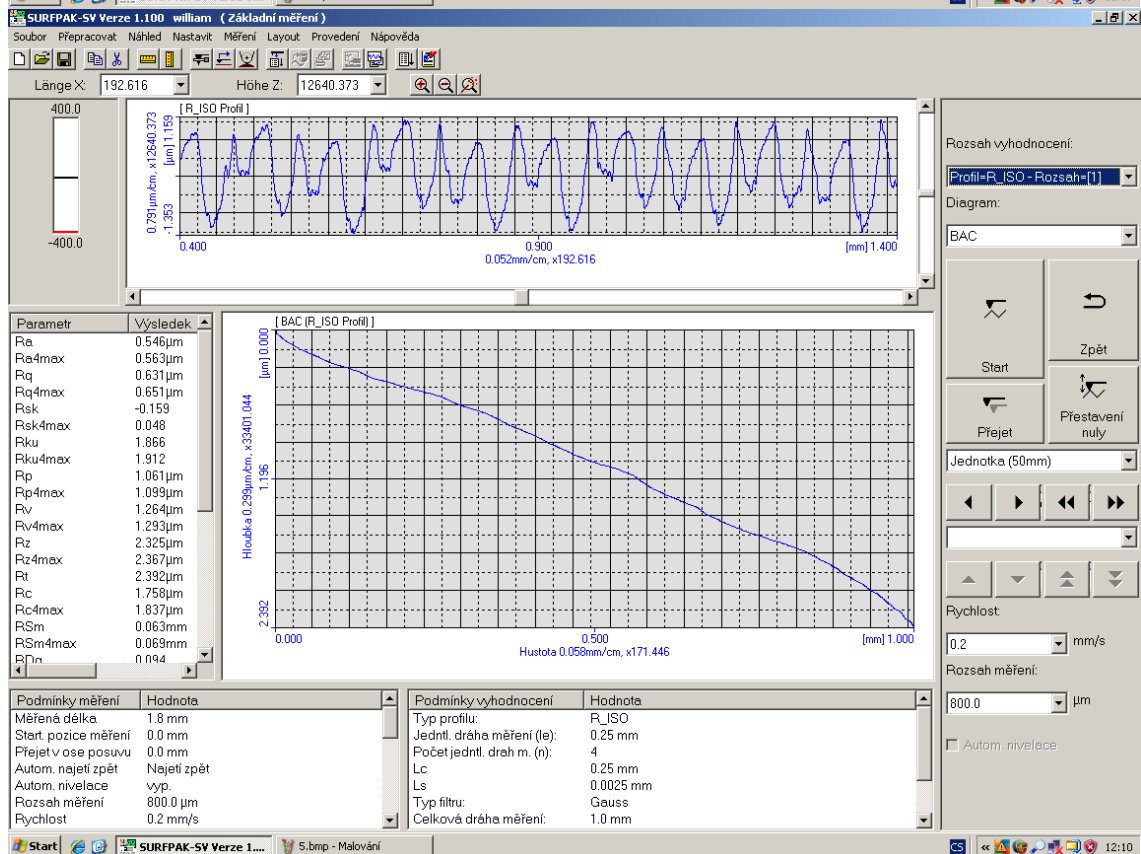 SURFPAK-SV Verze 1.100 william ( Základní měření )
Soubor Přepracovat Náhled Nastavit Měření Layout Provedení Nápověda
Länge X: 192.616 Höhe Z: 12640.373
400.0
-400.0
[ R_ISO Profil ]
0.791µm/cm, x12640.373
-1.353 [µm] 1.159
0.400 0.900 [mm] 1.400
0.052mm/cm, x192.616
Parametr Výsledek
Ra 0.546µm
Ra4max 0.563µm
Rq 0.631µm
Rq4max 0.651µm
Rsk -0.159
Rsk4max 0.048
Rku 1.866
Rku4max 1.912
Rp 1.061µm
Rp4max 1.099µm
Rv 1.264µm
Rv4max 1.293µm
Rz 2.325µm
Rz4max 2.367µm
Rt 2.392µm
Rc 1.758µm
Rc4max 1.837µm
RSm 0.063mm
RSm4max 0.069mm
RDq 0.094
[ BAC (R_ISO Profil) ]
Hloubka 0.299µm/cm, x33401.044
2.392 1.196 [µm] 0.000
0.000 0.500 [mm] 1.000
Hustota 0.058mm/cm, x171.446
Podmínky měření Hodnota
Měřená délka 1.8 mm
Start. pozice měření 0.0 mm
Přejet v ose posuvu 0.0 mm
Autom. najetí zpět Najetí zpět
Autom. nivelace vyp.
Rozsah měření 800.0 µm
Rychlost 0.2 mm/s
Podmínky vyhodnocení Hodnota
Typ profilu: R_ISO
Jedntl. dráha měření (le): 0.25 mm
Počet jedntl. drah m. (n): 4
Lc 0.25 mm
Ls 0.0025 mm
Typ filtru: Gauss
Celková dráha měření: 1.0 mm
Rozsah vyhodnocení:
Profil=R_ISO - Rozsah=[1]
Diagram:
BAC
Start
Zpět
Přejet
Přestavení
nuly
Jednotka (50mm)
Rychlost:
0.2 mm/s
Rozsah měření:
800.0 µm
Autom. nivelace
Start SURFPAK-SV Verze 1.... 5.bmp - Malování CS 12:10